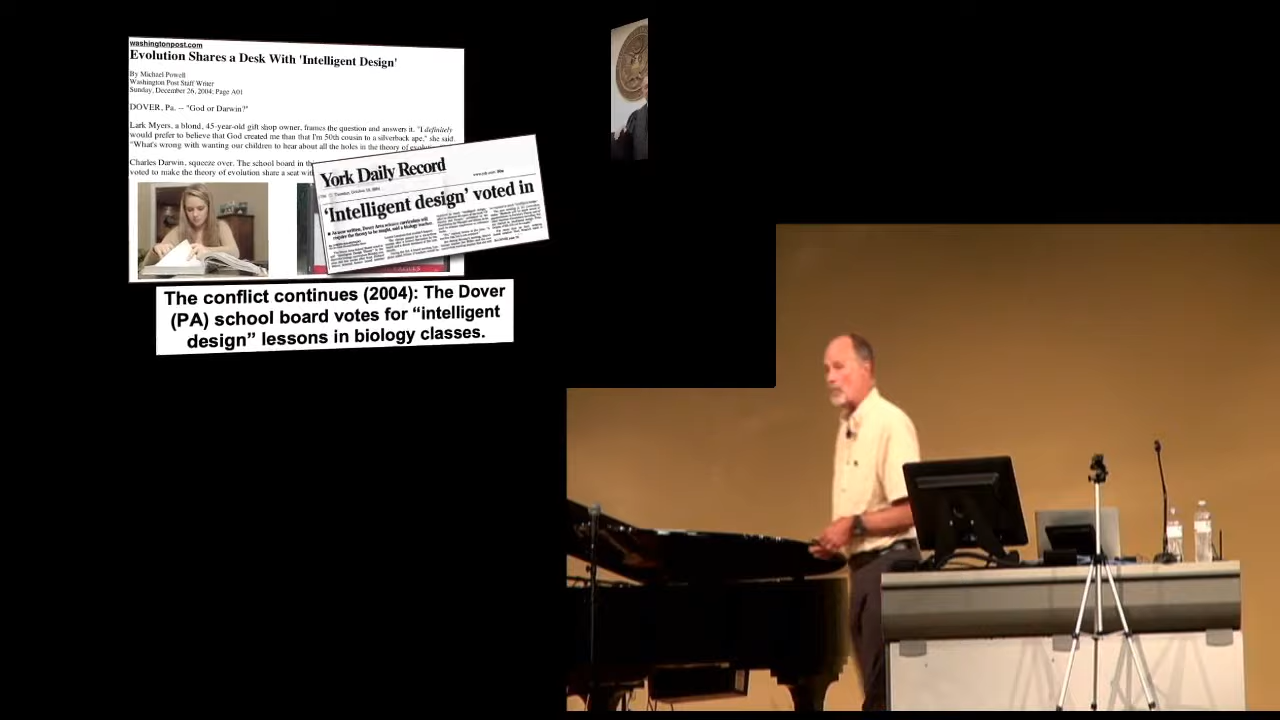 washingtonpost.com
Evolution Shares a Desk With 'Intelligent Design'
By Michael Powell
Washington Post Staff Writer
Sunday, December 26, 2004; Page A01
DOVER, Pa. -- "God or Darwin?"
Lark Myers, a blond, 45-year-old gift shop owner, frames the question and answers it. "I definitely
would prefer to believe that God created me than that I'm 50th cousin to a silverback ape," she said.
"What's wrong with wanting our children to hear about all the holes in the theory of
Charles Darwin, squeeze over. The school board in
voted to make the theory of evolution share a seat
York Daily Record
'Intelligent design' voted in
The conflict continues (2004): The Dover
(PA) school board votes for “intelligent
design” lessons in biology classes.